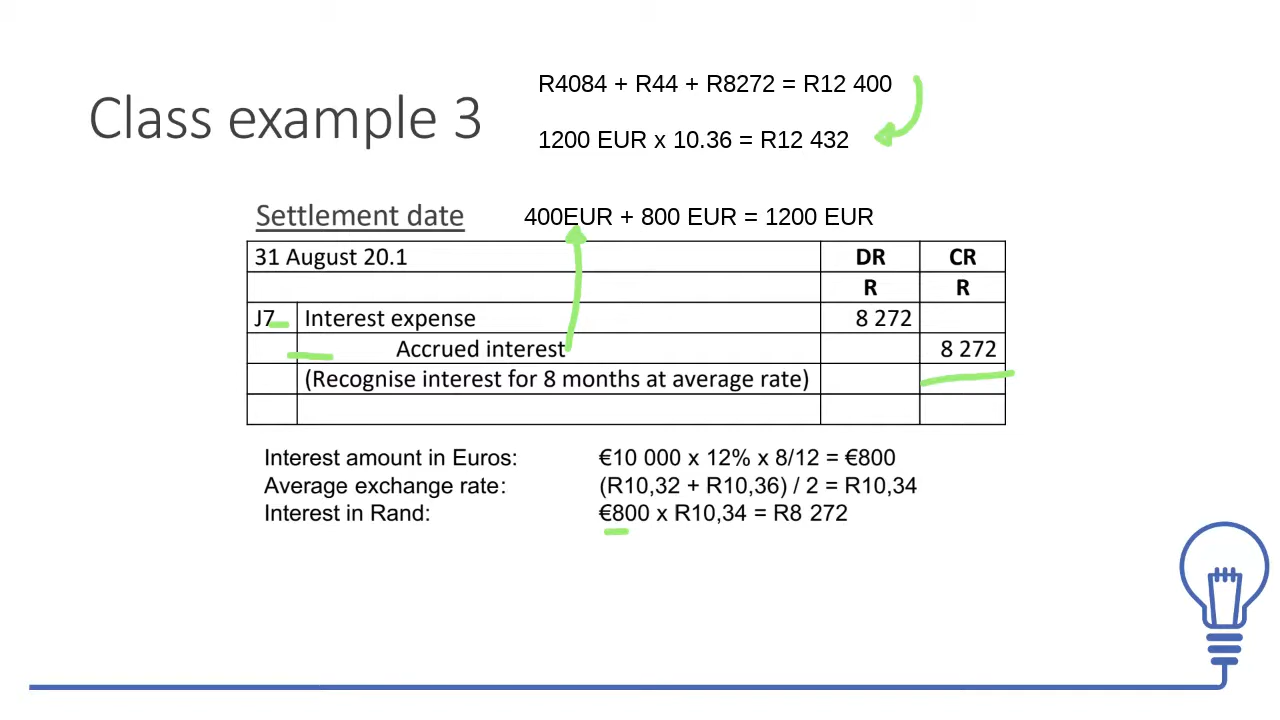 R4084 + R44 + R8272 = R12 400
Class example 3
1200 EUR x 10.36 = R12 432
Settlement date
400EUR + 800 EUR = 1200 EUR
31 August 20.1 DR CR
R R
J7 Interest expense 8 272
Accrued interest 8 272
(Recognise interest for 8 months at average rate)
Interest amount in Euros: €10 000 x 12% x 8/12 = €800
Average exchange rate: (R10,32 + R10,36) / 2 = R10,34
Interest in Rand: €800 x R10,34 = R8 272